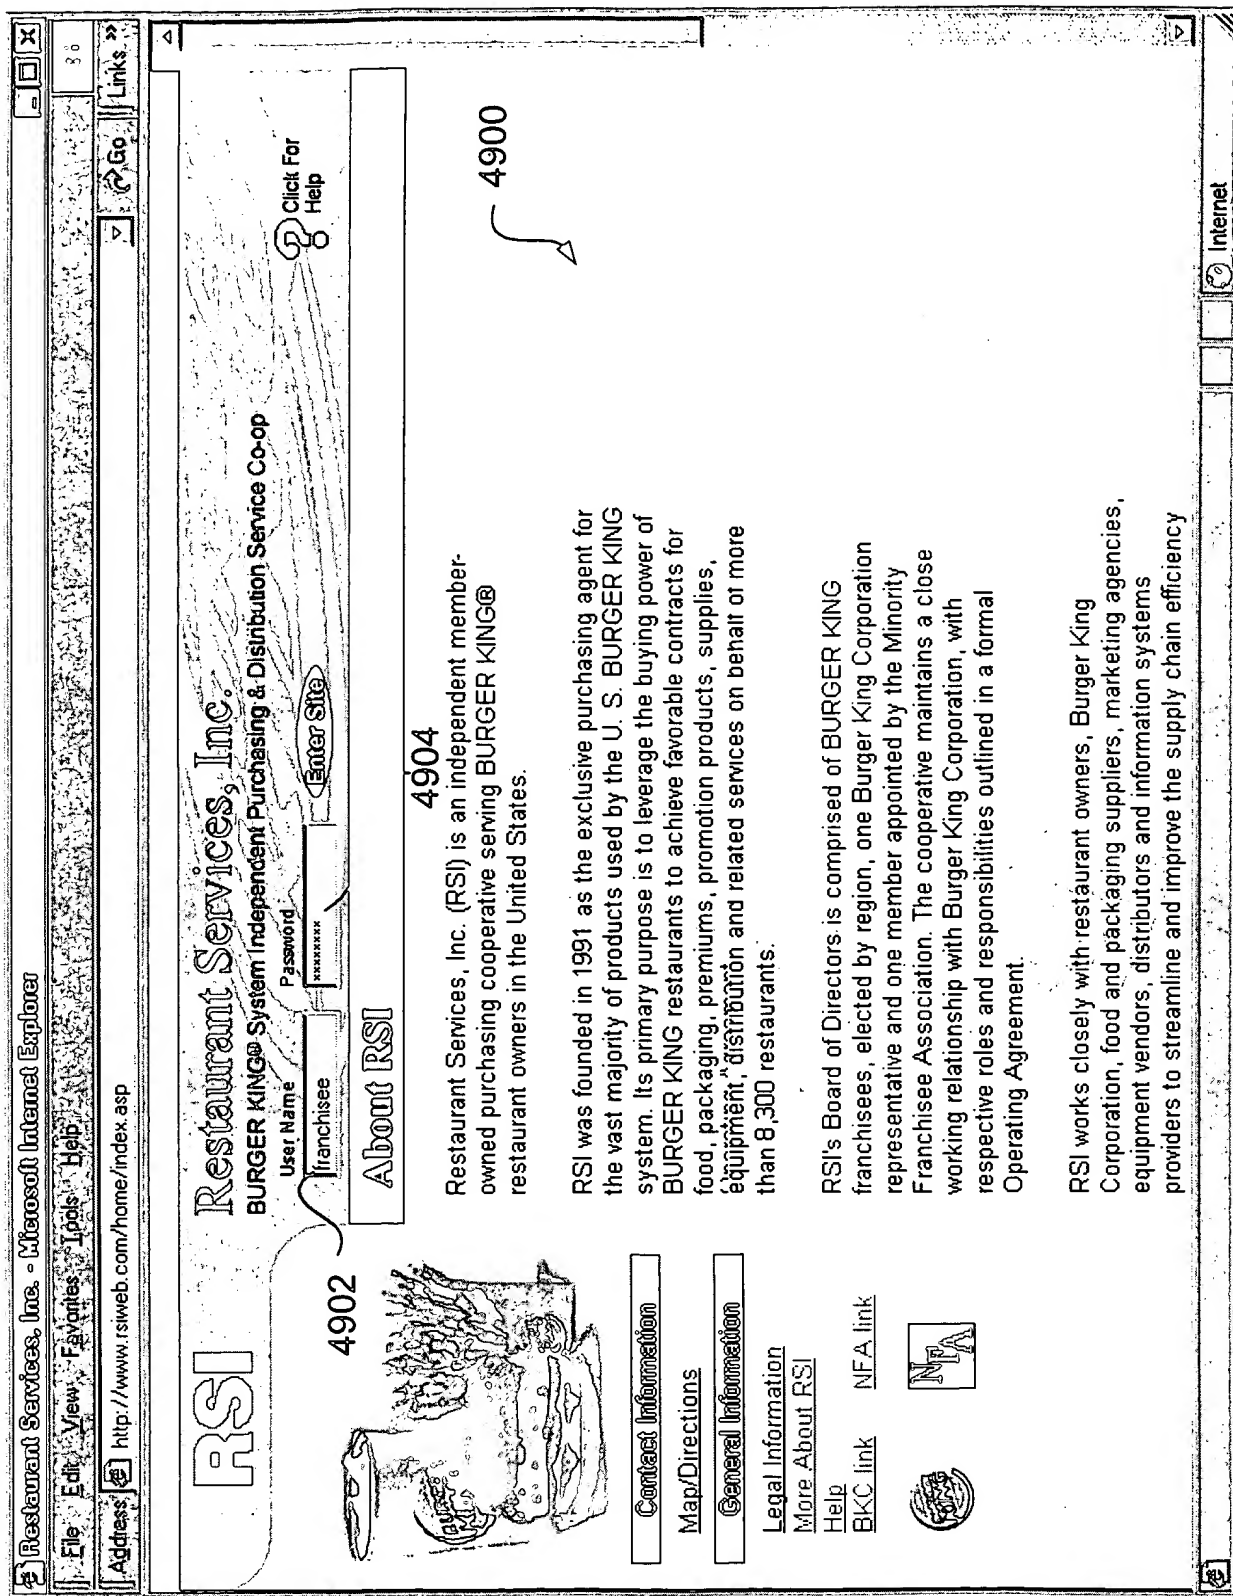 Restaurant Services, Inc. - Microsoft Internet Explorer
File Edit View Favorites Tools Help
Address http://www.rsiweb.com/home/index.asp Go Links »
RSI
Restaurant Services, Inc.
BURGER KING® System Independent Purchasing & Distribution Service Co-op
User Name Password
franchisee xxxxxxxxx Enter Site
Click For
Help
4902
4904
4900
About RSI
Contact Information
Map/Directions
General Information
Legal Information
More About RSI
Help
BKC link NFA link
BURGER KING
NFA
Restaurant Services, Inc. (RSI) is an independent member-
owned purchasing cooperative serving BURGER KING®
restaurant owners in the United States.
RSI was founded in 1991 as the exclusive purchasing agent for
the vast majority of products used by the U. S. BURGER KING
system. Its primary purpose is to leverage the buying power of
BURGER KING restaurants to achieve favorable contracts for
food, packaging, premiums, promotion products, supplies,
equipment, distribution and related services on behalf of more
than 8,300 restaurants.
RSI's Board of Directors is comprised of BURGER KING
franchisees, elected by region, one Burger King Corporation
representative and one member appointed by the Minority
Franchisee Association. The cooperative maintains a close
working relationship with Burger King Corporation, with
respective roles and responsibilities outlined in a formal
Operating Agreement.
RSI works closely with restaurant owners, Burger King
Corporation, food and packaging suppliers, marketing agencies,
equipment vendors, distributors and information systems
providers to streamline and improve the supply chain efficiency
Internet